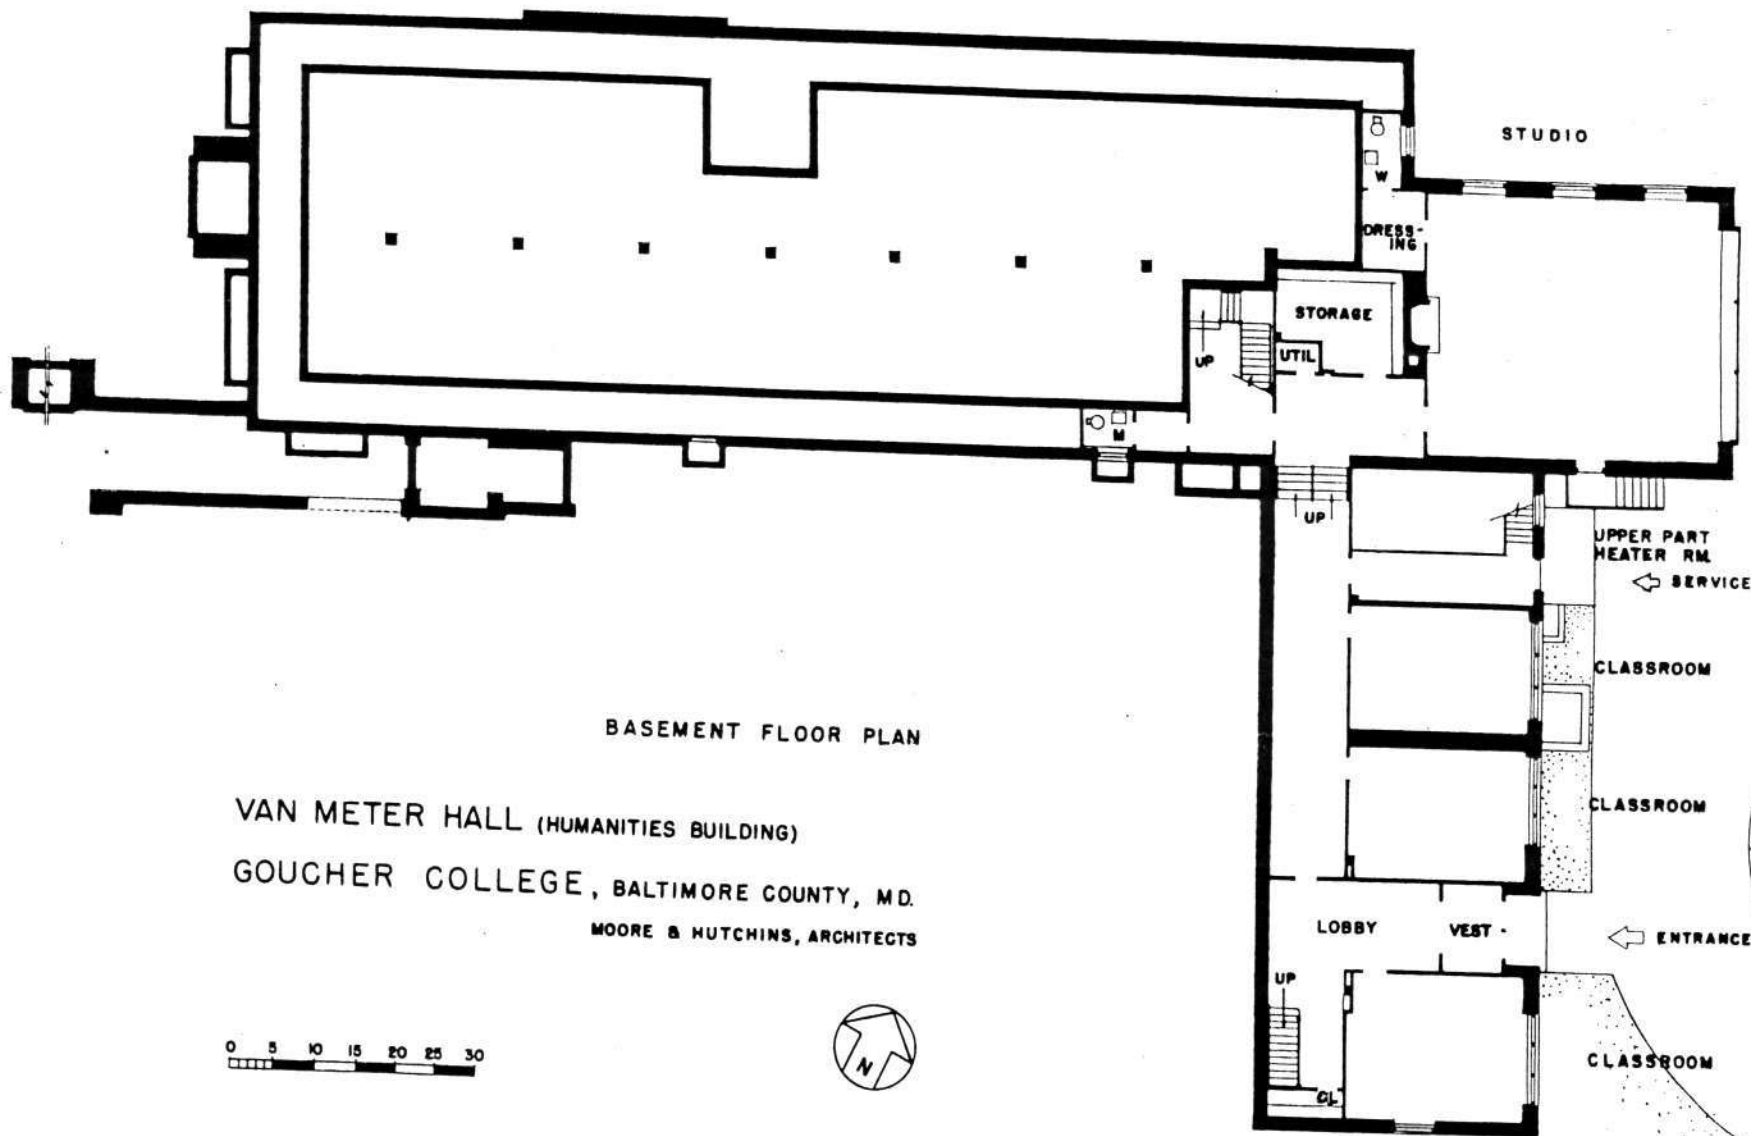 STUDIO
W
DRESS-
ING
STORAGE
UTIL
UP
M
UP
UPPER PART
HEATER RM.
SERVICE
CLASSROOM
CLASSROOM
BASEMENT FLOOR PLAN
VAN METER HALL (HUMANITIES BUILDING)
GOUCHER COLLEGE, BALTIMORE COUNTY, MD.
MOORE & HUTCHINS, ARCHITECTS
LOBBY
VEST.
ENTRANCE
UP
CL
CLASSROOM
0 5 10 15 20 25 30
N